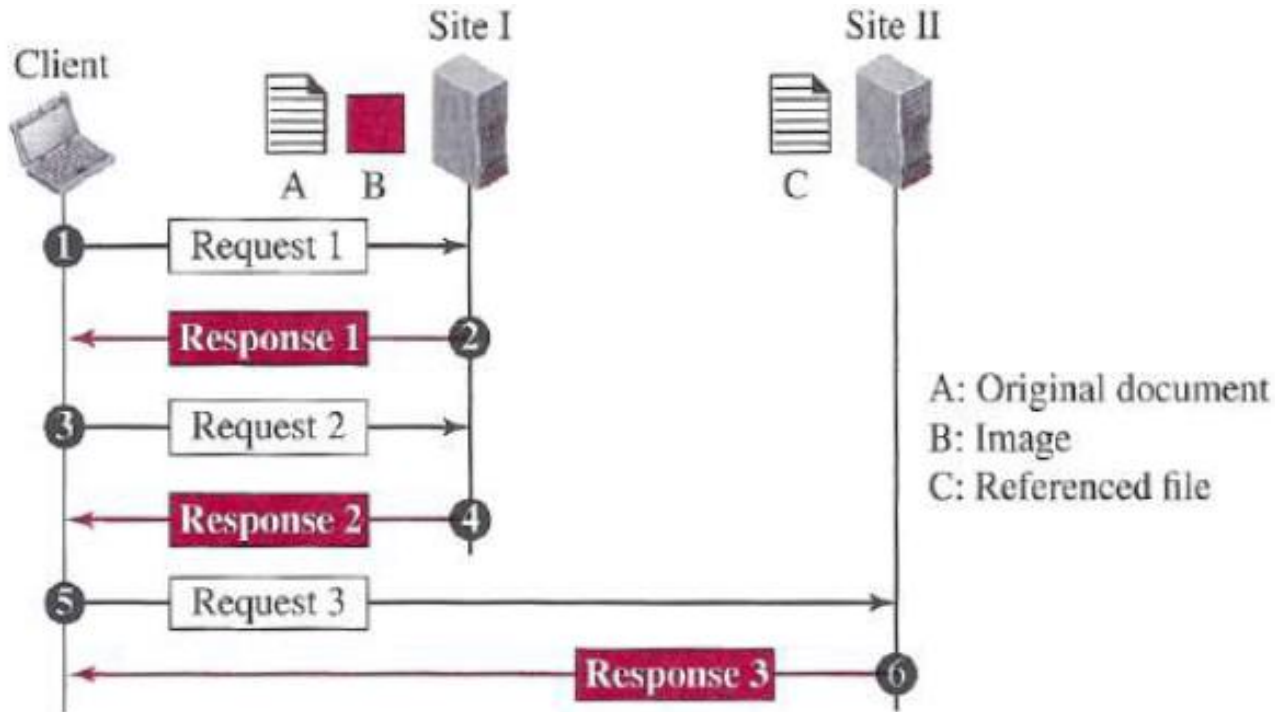 Client
Site I
Site II
A
B
C
1
Request 1
Response 1
2
3
Request 2
Response 2
4
A: Original document
B: Image
C: Referenced file
5
Request 3
Response 3
6